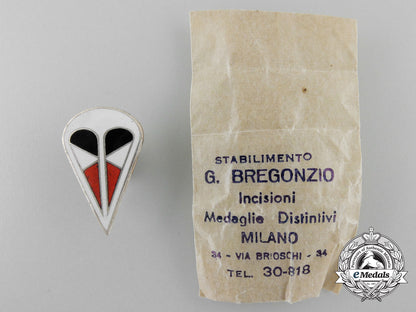 STABILIMENTO
G. BREGONZIO
Incisioni
Medaglie Distintivi
MILANO
34 - VIA BRIOSCHI - 34
TEL. 30-818
eMedals